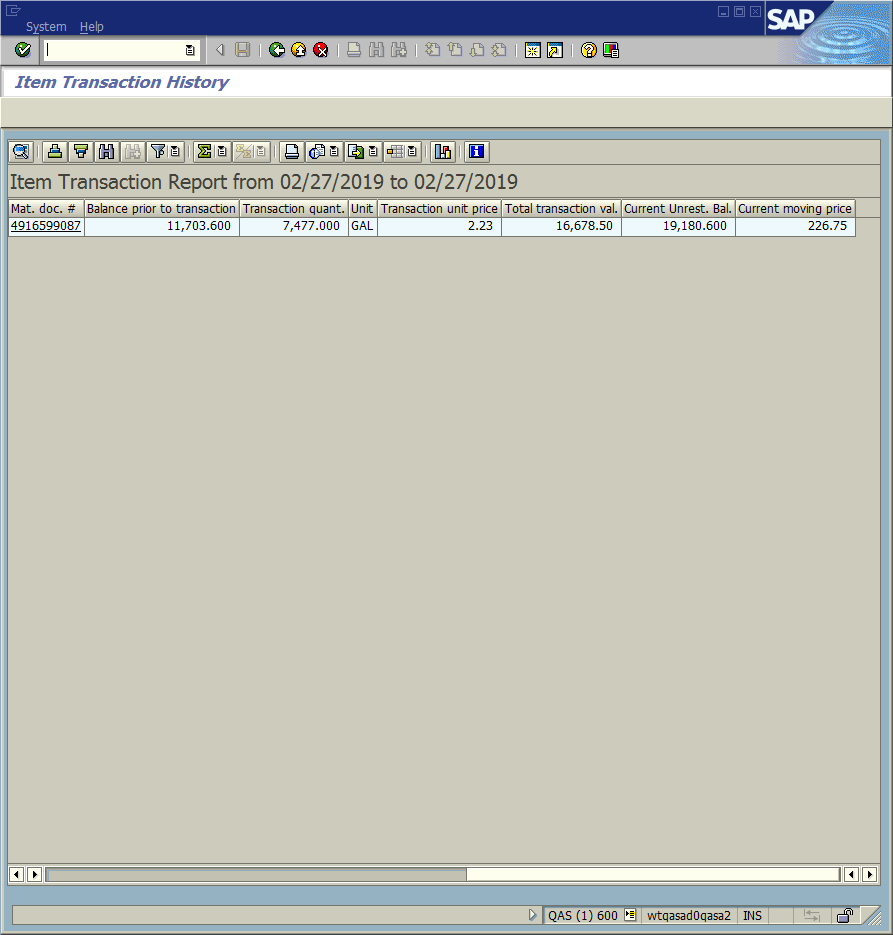 System Help
SAP
Item Transaction History
Item Transaction Report from 02/27/2019 to 02/27/2019
Mat. doc. # Balance prior to transaction Transaction quant. Unit Transaction unit price Total transaction val. Current Unrest. Bal. Current moving price
4916599087 11,703.600 7,477.000 GAL 2.23 16,678.50 19,180.600 226.75
QAS (1) 600 wtqasad0qasa2 INS